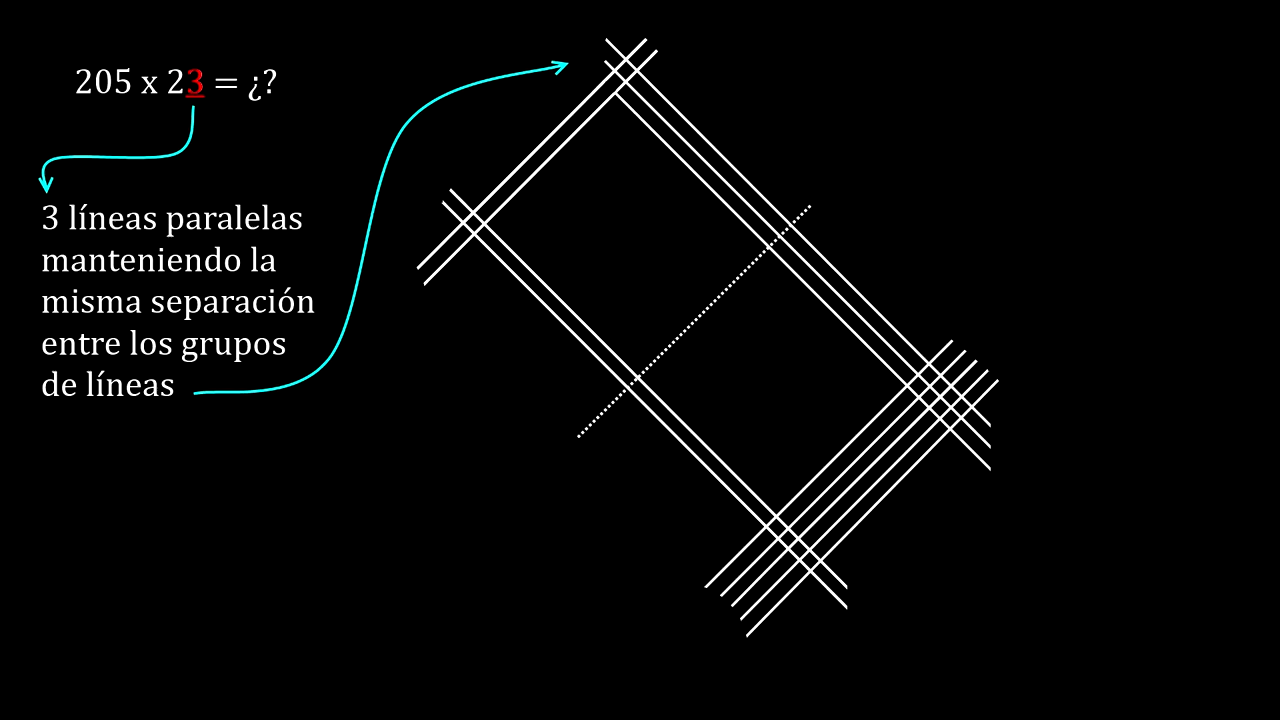 205 x 23 = ¿?
3 líneas paralelas
manteniendo la
misma separación
entre los grupos
de líneas